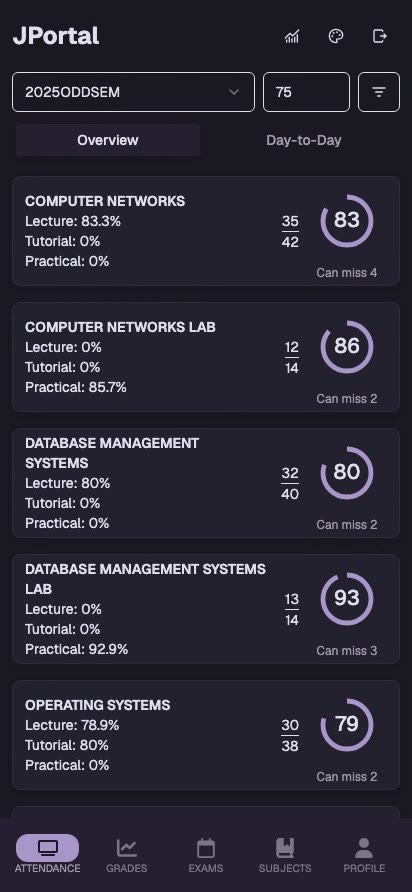 JPortal
2025ODDSEM
75
Overview
Day-to-Day
COMPUTER NETWORKS
Lecture: 83.3%
Tutorial: 0%
Practical: 0%
35
42
83
Can miss 4
COMPUTER NETWORKS LAB
Lecture: 0%
Tutorial: 0%
Practical: 85.7%
12
14
86
Can miss 2
DATABASE MANAGEMENT
SYSTEMS
Lecture: 80%
Tutorial: 0%
Practical: 0%
32
40
80
Can miss 2
DATABASE MANAGEMENT SYSTEMS
LAB
Lecture: 0%
Tutorial: 0%
Practical: 92.9%
13
14
93
Can miss 3
OPERATING SYSTEMS
Lecture: 78.9%
Tutorial: 80%
Practical: 0%
30
38
79
Can miss 2
ATTENDANCE
GRADES
EXAMS
SUBJECTS
PROFILE